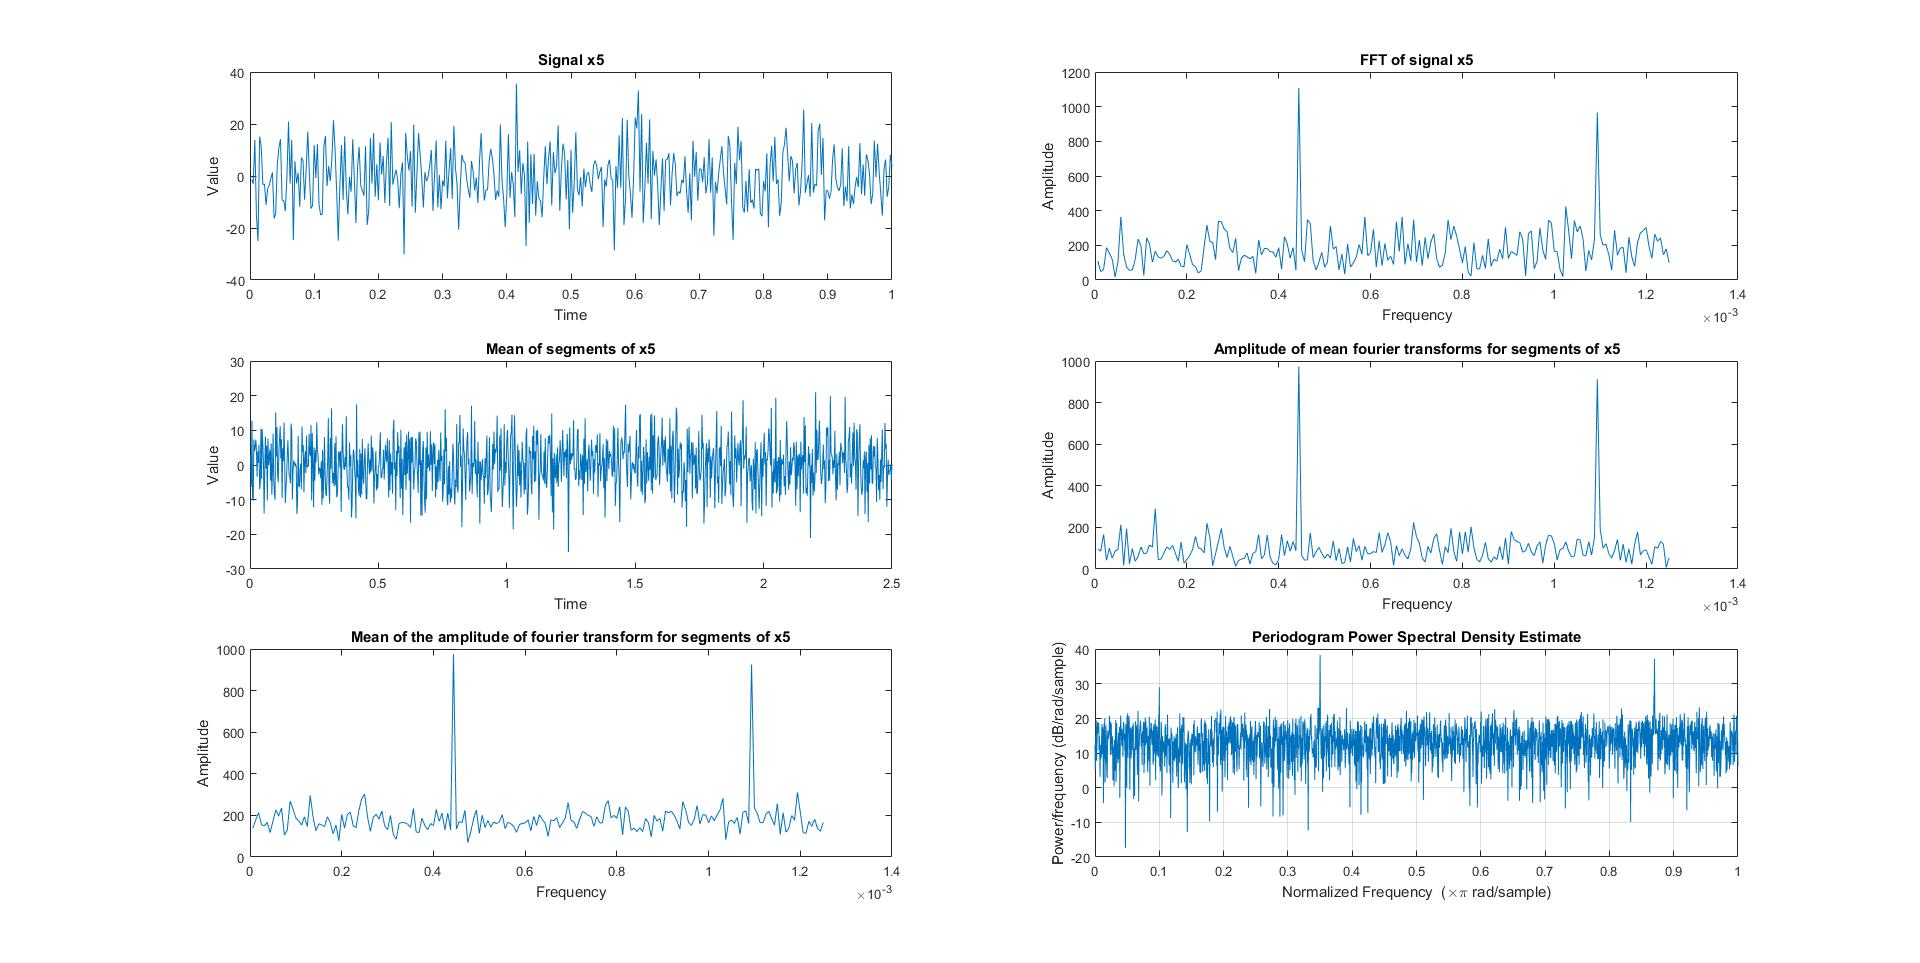 Signal x5
40
20
0
-20
-40
Value
0 0.1 0.2 0.3 0.4 0.5 0.6 0.7 0.8 0.9 1
Time
FFT of signal x5
1200
1000
800
600
400
200
0
Amplitude
0 0.2 0.4 0.6 0.8 1 1.2 1.4
Frequency
×10-3
Mean of segments of x5
30
20
10
0
-10
-20
-30
Value
0 0.5 1 1.5 2 2.5
Time
Amplitude of mean fourier transforms for segments of x5
1000
800
600
400
200
0
Amplitude
0 0.2 0.4 0.6 0.8 1 1.2 1.4
Frequency
×10-3
Mean of the amplitude of fourier transform for segments of x5
1000
800
600
400
200
0
Amplitude
0 0.2 0.4 0.6 0.8 1 1.2 1.4
Frequency
×10-3
Periodogram Power Spectral Density Estimate
40
30
20
10
0
-10
-20
Power/frequency (dB/rad/sample)
0 0.1 0.2 0.3 0.4 0.5 0.6 0.7 0.8 0.9 1
Normalized Frequency (×π rad/sample)